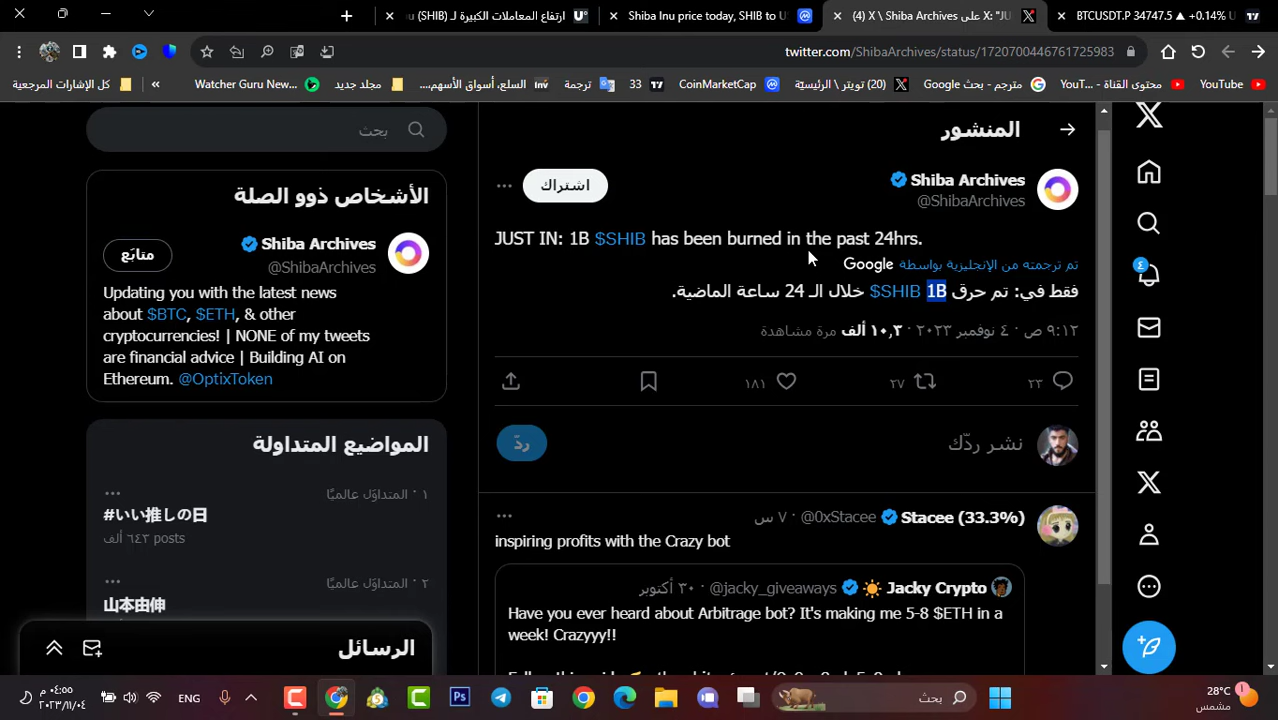 ارتفاع المعاملات الكبيرة لـ (SHIB) ال
Shiba Inu price today, SHIB to U
(4) X \ Shiba Archives على X: "JU
BTCUSDT.P 34747.5 ▲ +0.14% U
twitter.com/ShibaArchives/status/1720700446761725983
YouTube
محتوى القناة - YouT...
مترجم - بحث Google
(20) تويتر \ الرئيسيّة
CoinMarketCap
33
ترجمة
السلع، أسواق الأسهم،...
مجلد جديد
Watcher Guru New...
»
كل الإشارات المرجعية
بحث
الأشخاص ذوو الصلة
Shiba Archives
@ShibaArchives
متابَع
Updating you with the latest news
about $BTC, $ETH, & other
cryptocurrencies! | NONE of my tweets
are financial advice | Building AI on
Ethereum. @OptixToken
المواضيع المتداولة
١ · المتداوَل عالميًا
#いい推しの日
٦٤٣ ألف posts
٢ · المتداوَل عالميًا
山本由伸
الرسائل
المنشور
Shiba Archives
@ShibaArchives
اشتراك
JUST IN: 1B $SHIB has been burned in the past 24hrs.
تم ترجمته من الإنجليزية بواسطة Google
فقط في: تم حرق 1B $SHIB خلال الـ 24 ساعة الماضية.
٩:١٢ ص · ٤ نوفمبر ٢٠٢٣ · ١٠,٣ ألف مرة مشاهدة
٢٣
٢٧
١٨١
نشر ردّك
ردّ
Stacee (33.3%) @0xStacee · ٧ س
inspiring profits with the Crazy bot
Jacky Crypto @jacky_giveaways · ٣٠ أكتوبر
Have you ever heard about Arbitrage bot? It's making me 5-8 $ETH in a
week! Crazyyy!!
٤
بحث
28°C
مشمس
ENG
٠٤:٥٥ م
٢٠٢٣/١١/٠٤